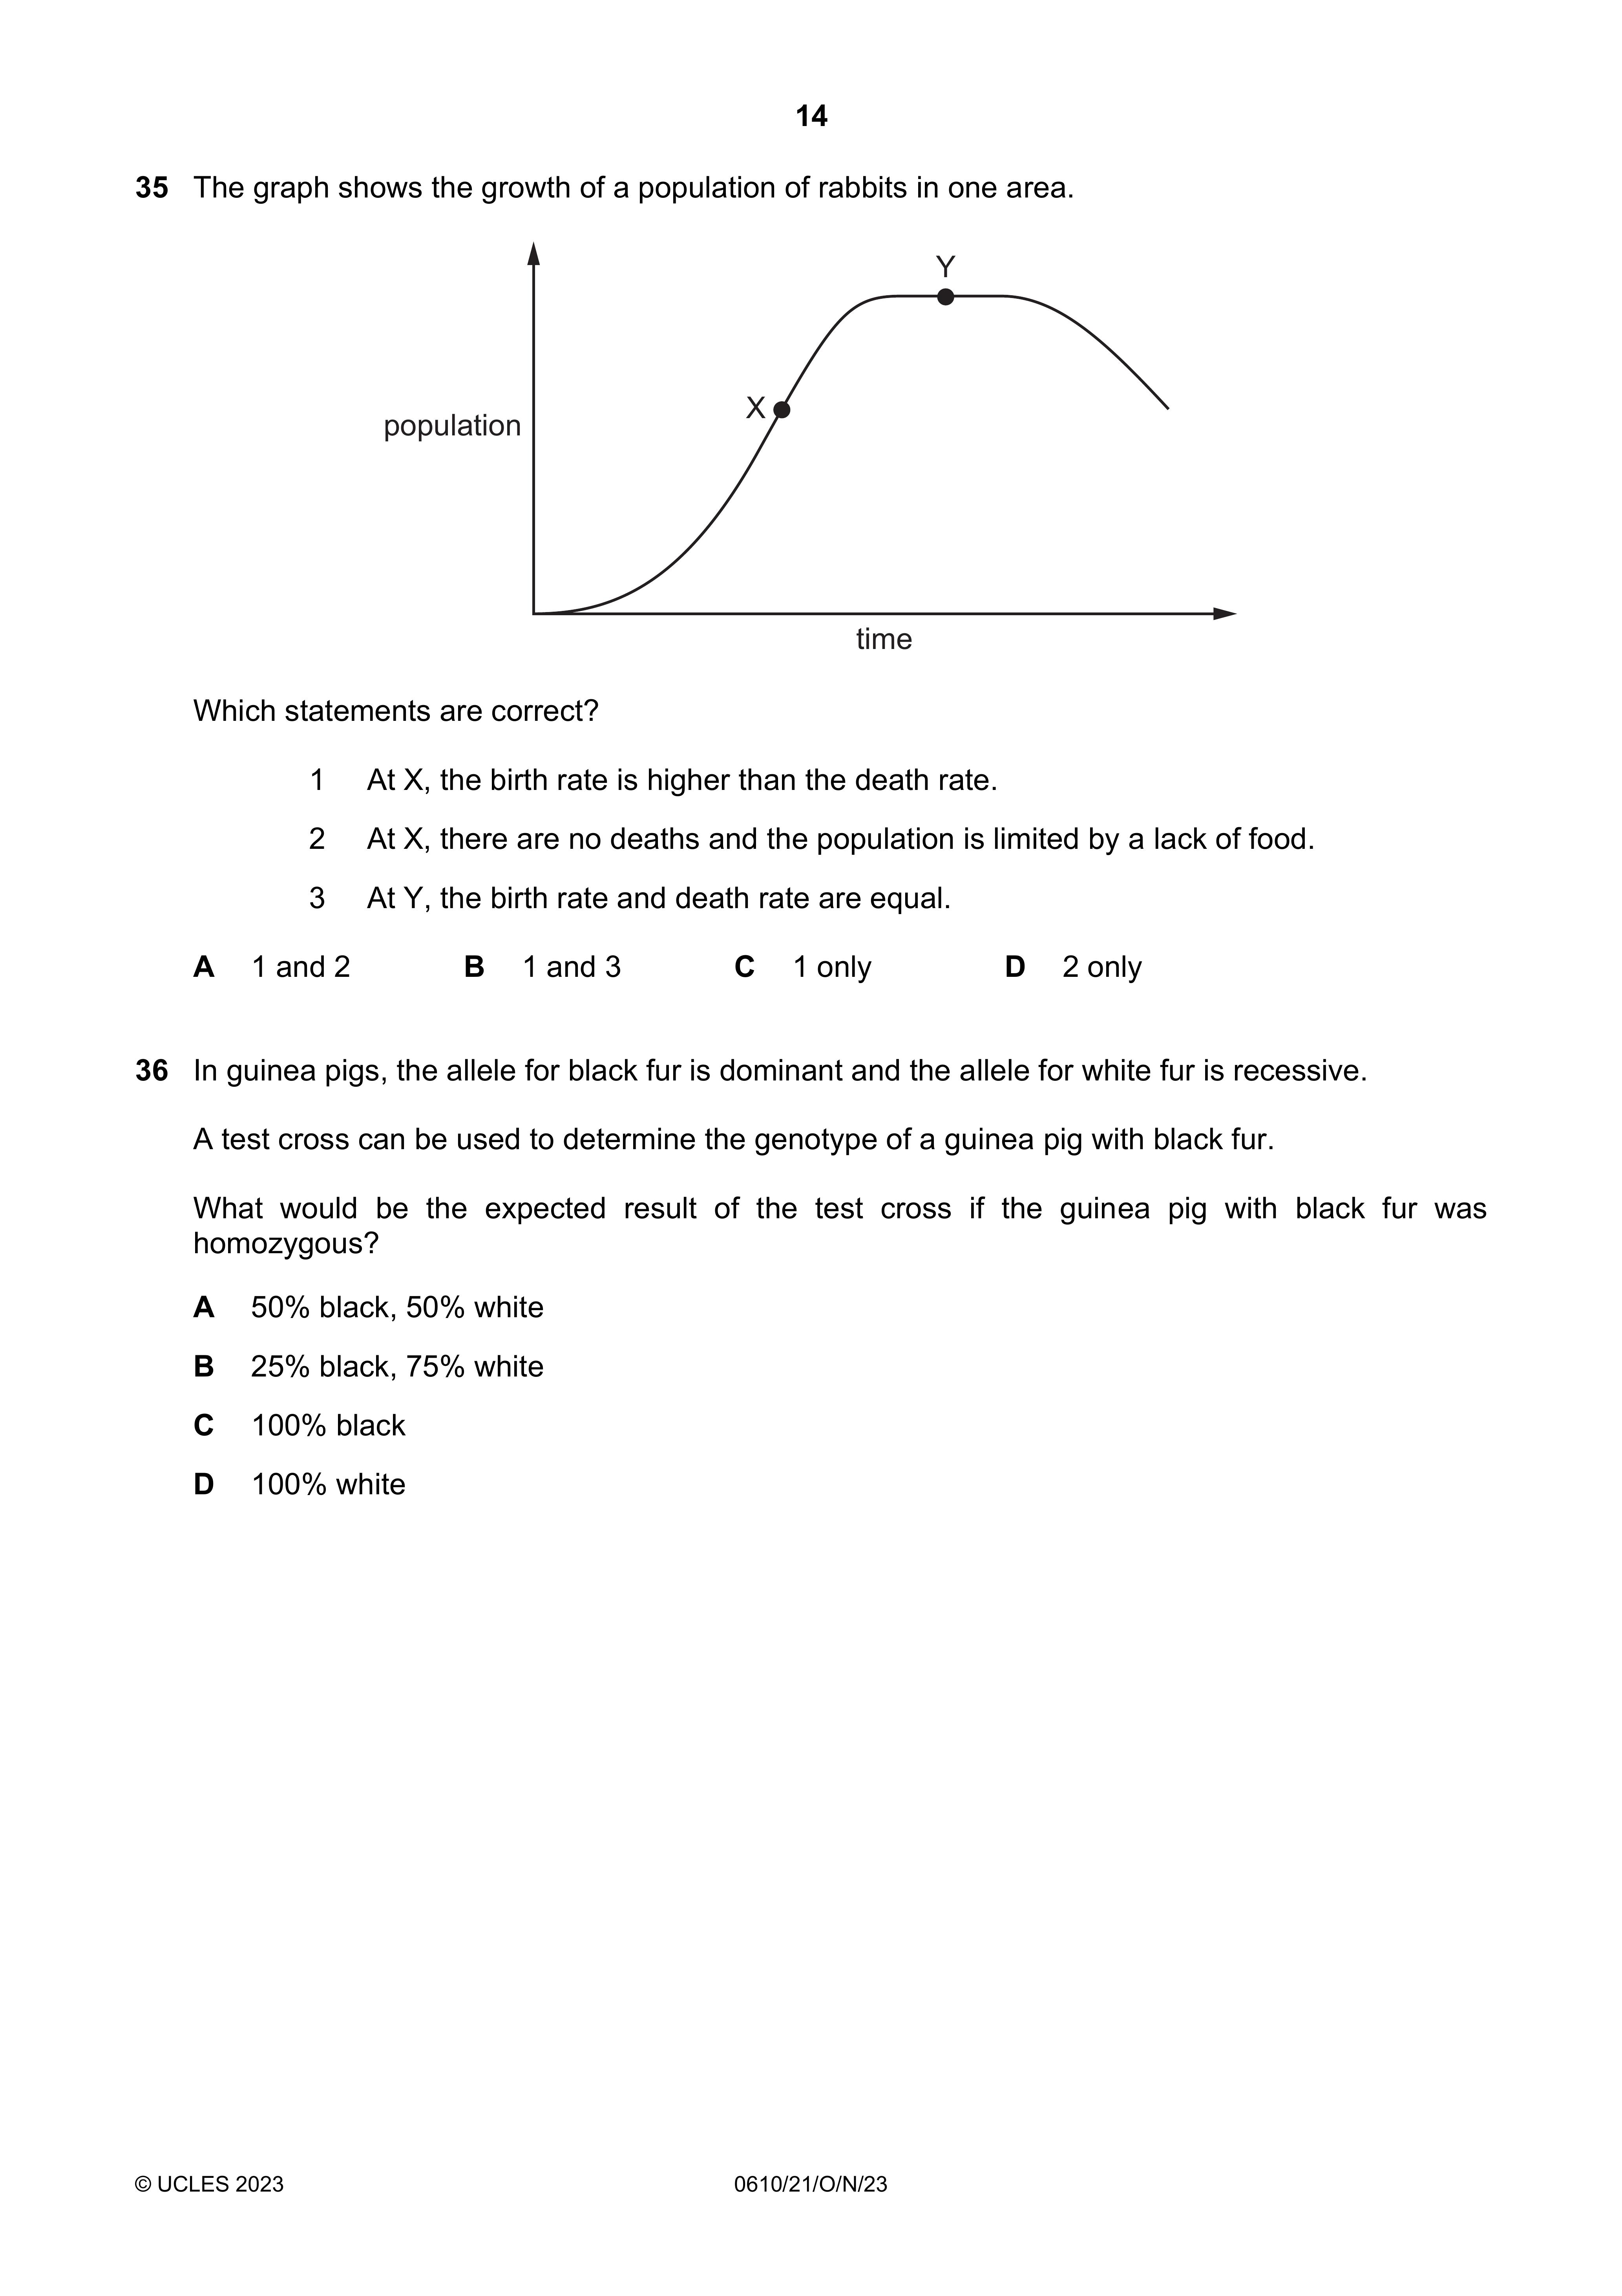 14
35 The graph shows the growth of a population of rabbits in one area.
Y
X
population
time
Which statements are correct?
1 At X, the birth rate is higher than the death rate.
2 At X, there are no deaths and the population is limited by a lack of food.
3 At Y, the birth rate and death rate are equal.
A 1 and 2 B 1 and 3 C 1 only D 2 only
36 In guinea pigs, the allele for black fur is dominant and the allele for white fur is recessive.
A test cross can be used to determine the genotype of a guinea pig with black fur.
What would be the expected result of the test cross if the guinea pig with black fur was
homozygous?
A 50% black, 50% white
B 25% black, 75% white
C 100% black
D 100% white
© UCLES 2023 0610/21/O/N/23